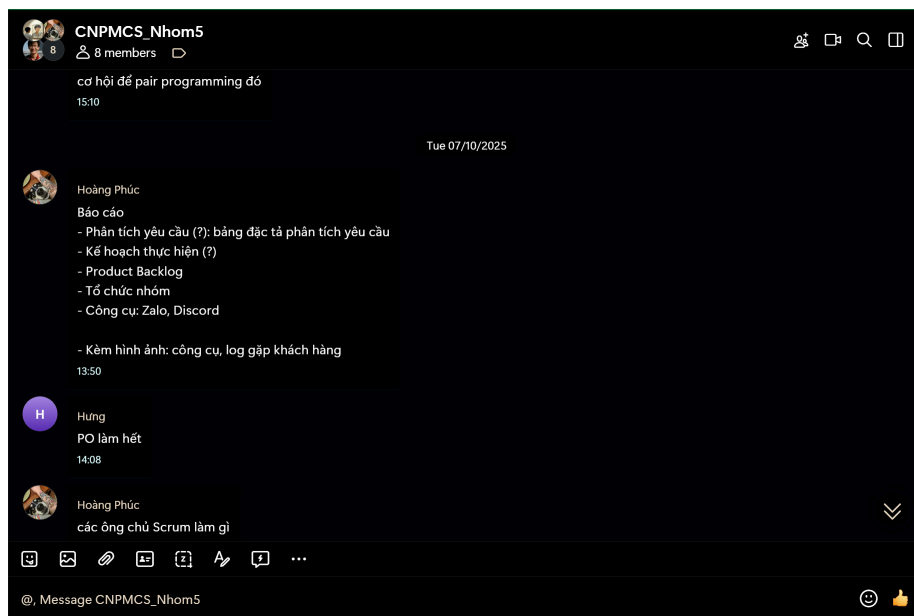 CNPMCS_Nhom5
8
8 members
cơ hội để pair programming đó
15:10
Tue 07/10/2025
Hoàng Phúc
Báo cáo
- Phân tích yêu cầu (?): bảng đặc tả phân tích yêu cầu
- Kế hoạch thực hiện (?)
- Product Backlog
- Tổ chức nhóm
- Công cụ: Zalo, Discord
- Kèm hình ảnh: công cụ, log gặp khách hàng
13:50
H
Hưng
PO làm hết
14:08
Hoàng Phúc
các ông chủ Scrum làm gì
@, Message CNPMCS_Nhom5